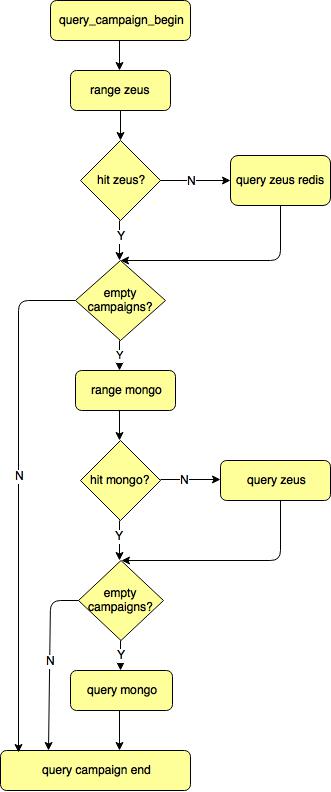 query_campaign_begin
range zeus
hit zeus?
N
query zeus redis
Y
empty
campaigns?
Y
range mongo
N
hit mongo?
N
query zeus
Y
empty
campaigns?
N
Y
query mongo
query campaign end